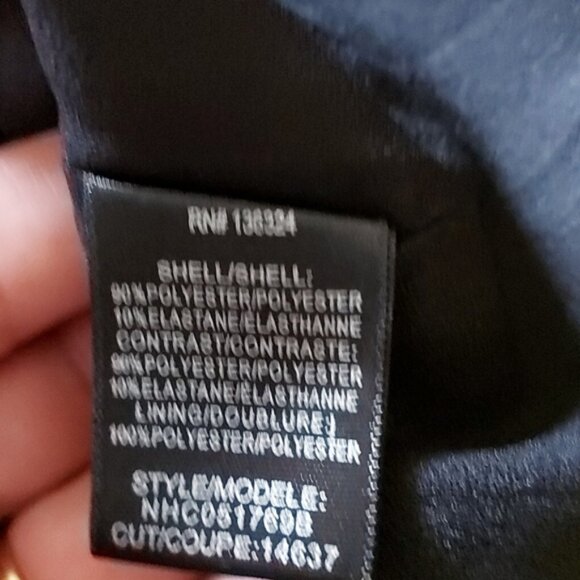 RN# 136324
SHELL/SHELL:
90%POLYESTER/POLYESTER
10%ELASTANE/ELASTHANNE
CONTRAST/CONTRASTE:
90%POLYESTER/POLYESTER
10%ELASTANE/ELASTHANNE
LINING/DOUBLURE:
100%POLYESTER/POLYESTER
STYLE/MODELE:
CUT/COUPE:14637